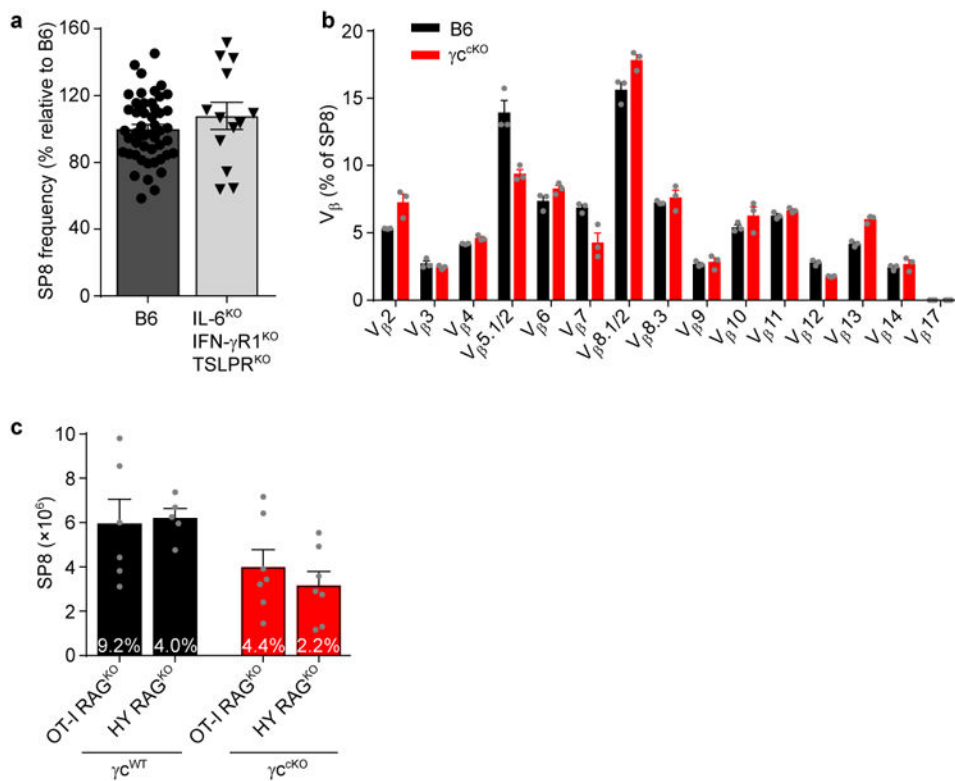 a
SP8 frequency (% relative to B6)
160
120
80
40
0
B6
IL-6ᴷᴼ
IFN-γR1ᴷᴼ
TSLPRᴷᴼ
b
B6
γcᶜᴷᴼ
Vβ (% of SP8)
20
15
10
5
0
Vβ2
Vβ3
Vβ4
Vβ5.1/2
Vβ6
Vβ7
Vβ8.1/2
Vβ8.3
Vβ9
Vβ10
Vβ11
Vβ12
Vβ13
Vβ14
Vβ17
c
SP8 (×10⁶)
10
8
6
4
2
0
9.2%
4.0%
4.4%
2.2%
OT-I RAGᴷᴼ
HY RAGᴷᴼ
OT-I RAGᴷᴼ
HY RAGᴷᴼ
γcᵂᵀ
γcᶜᴷᴼ